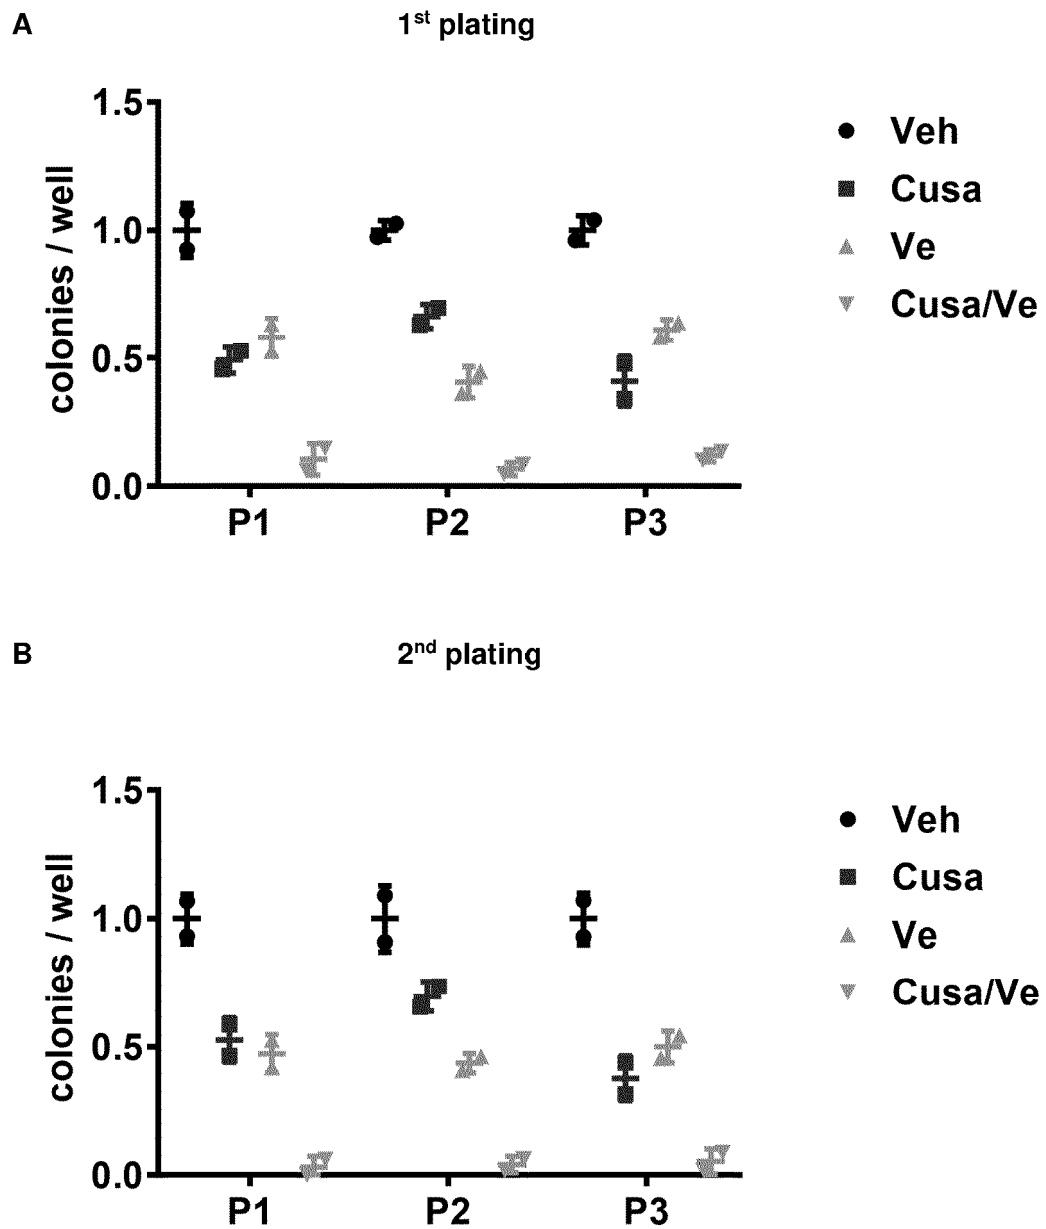 A
1st plating
colonies / well
1.5
1.0
0.5
0.0
P1 P2 P3
Veh
Cusa
Ve
Cusa/Ve
B
2nd plating
colonies / well
1.5
1.0
0.5
0.0
P1 P2 P3
Veh
Cusa
Ve
Cusa/Ve